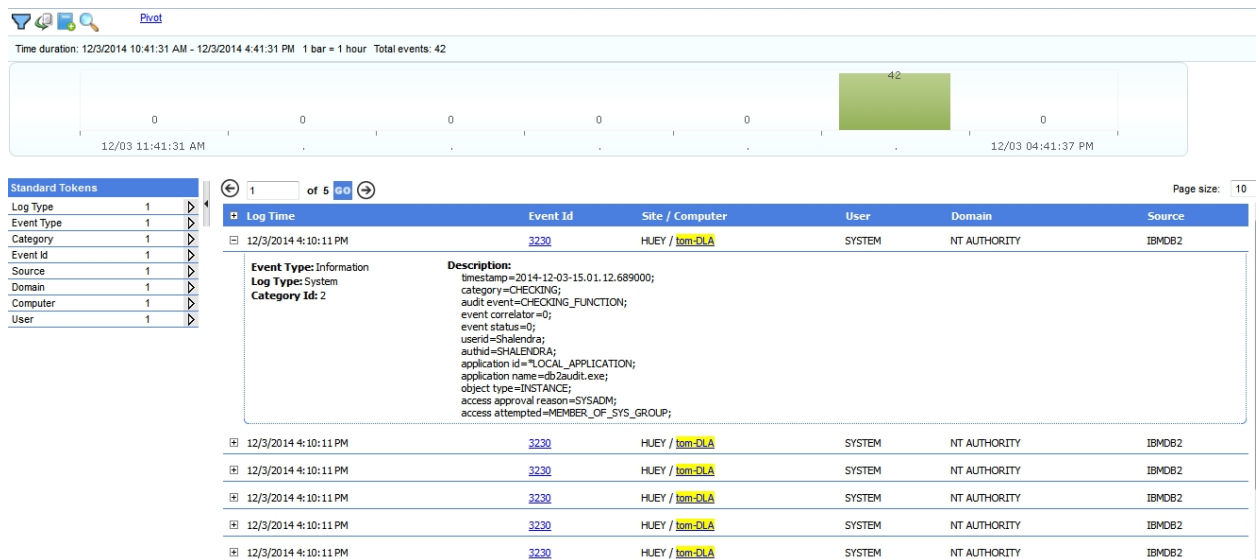 Pivot
Time duration: 12/3/2014 10:41:31 AM - 12/3/2014 4:41:31 PM 1 bar = 1 hour Total events: 42
42
0 0 0 0 0 0
12/03 11:41:31 AM . . . . . 12/03 04:41:37 PM
Standard Tokens
Log Type 1
Event Type 1
Category 1
Event Id 1
Source 1
Domain 1
Computer 1
User 1
1 of 5 GO
Page size: 10
Log Time Event Id Site / Computer User Domain Source
12/3/2014 4:10:11 PM 3230 HUEY / tom-DLA SYSTEM NT AUTHORITY IBMDB2
Event Type: Information
Log Type: System
Category Id: 2
Description:
timestamp=2014-12-03-15.01.12.689000;
category=CHECKING;
audit event=CHECKING_FUNCTION;
event correlator=0;
event status=0;
userid=Shalendra;
authid=SHALENDRA;
application id=*LOCAL_APPLICATION;
application name=db2audit.exe;
object type=INSTANCE;
access approval reason=SYSADM;
access attempted=MEMBER_OF_SYS_GROUP;
12/3/2014 4:10:11 PM 3230 HUEY / tom-DLA SYSTEM NT AUTHORITY IBMDB2
12/3/2014 4:10:11 PM 3230 HUEY / tom-DLA SYSTEM NT AUTHORITY IBMDB2
12/3/2014 4:10:11 PM 3230 HUEY / tom-DLA SYSTEM NT AUTHORITY IBMDB2
12/3/2014 4:10:11 PM 3230 HUEY / tom-DLA SYSTEM NT AUTHORITY IBMDB2
12/3/2014 4:10:11 PM 3230 HUEY / tom-DLA SYSTEM NT AUTHORITY IBMDB2